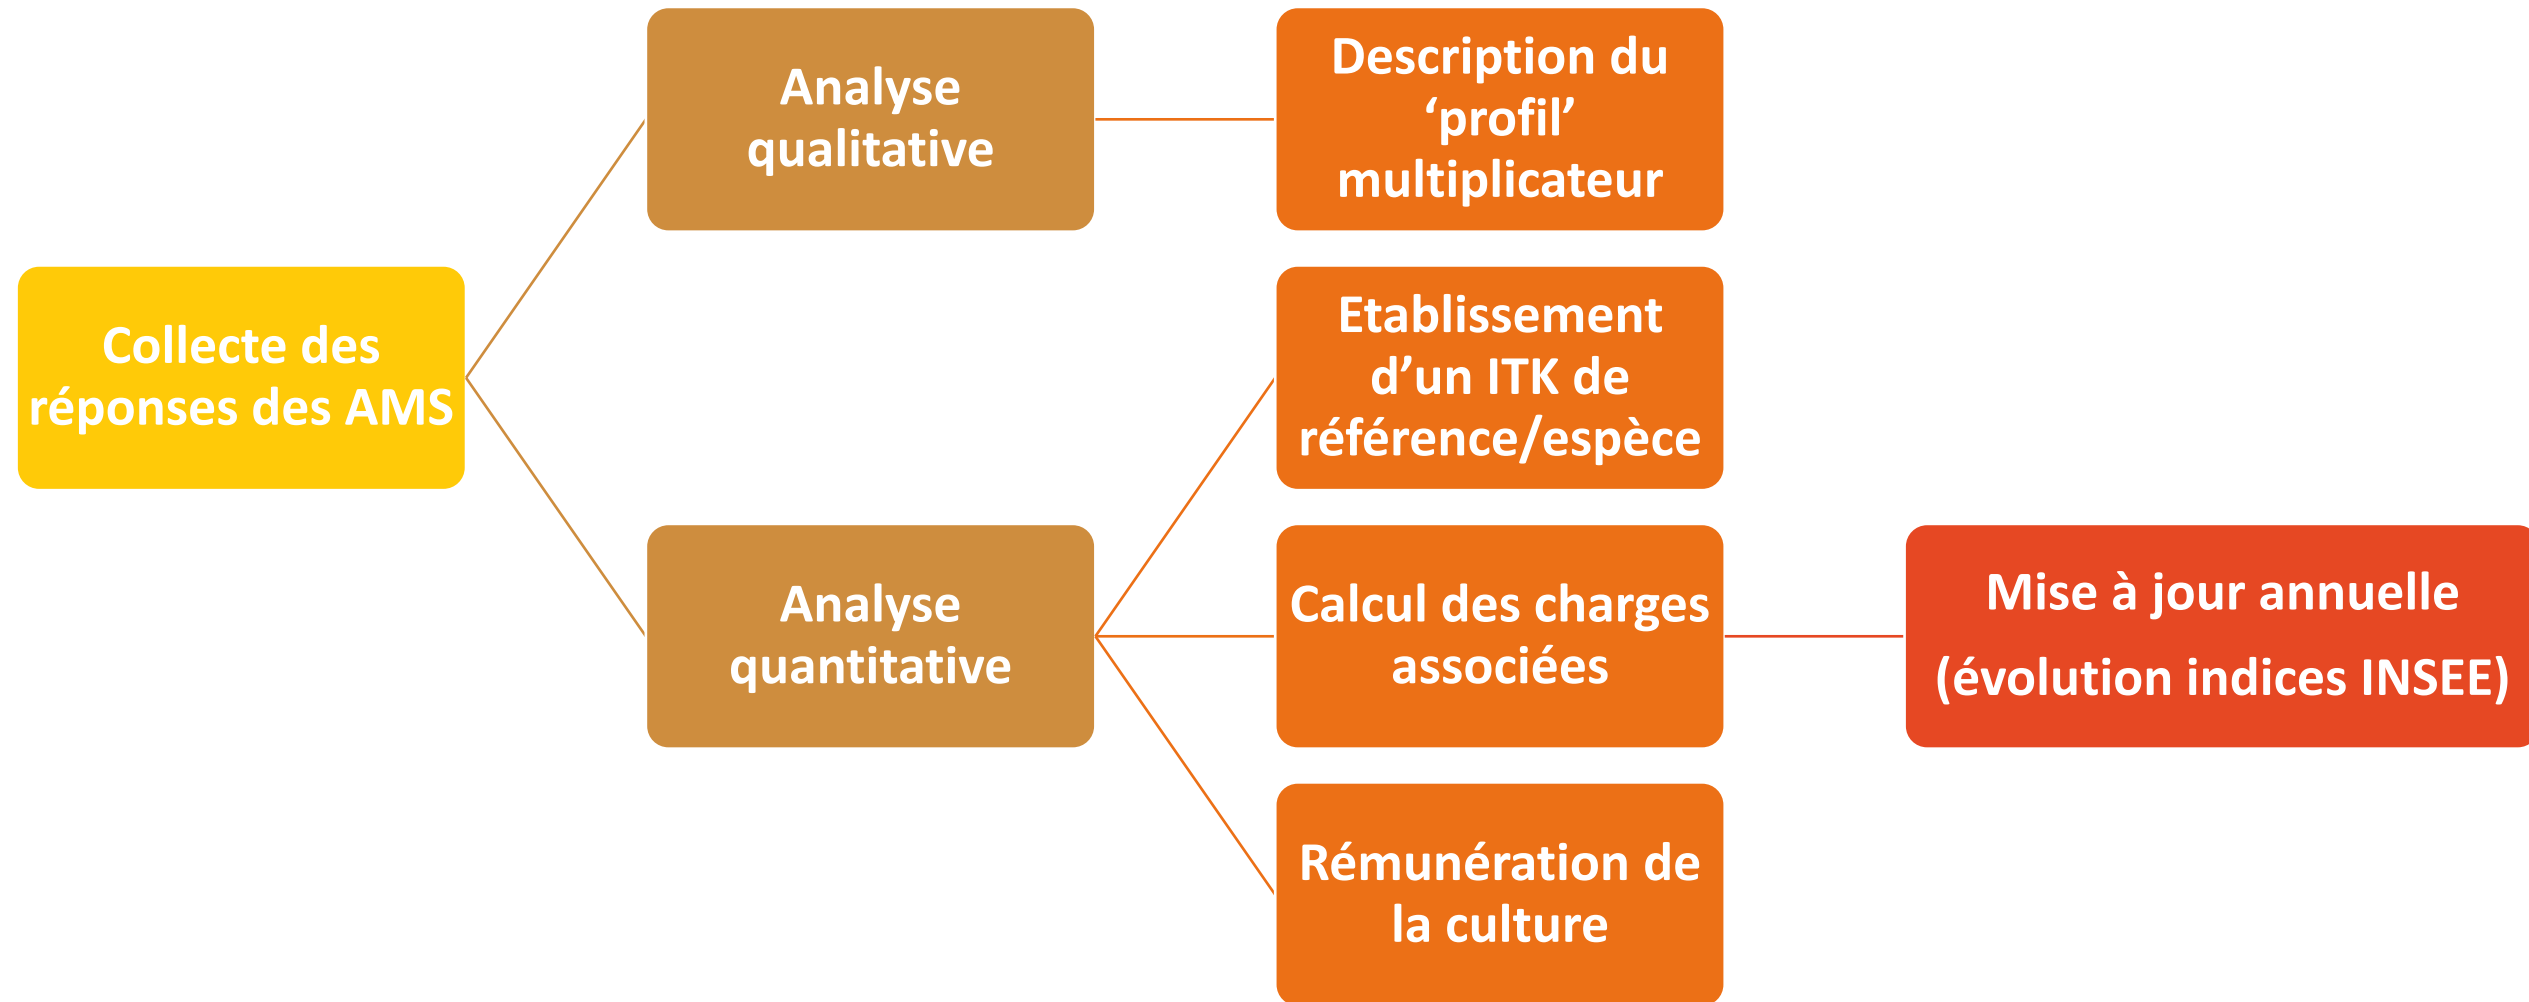 Collecte des
réponses des AMS
Analyse
qualitative
Description du
‘profil’
multiplicateur
Analyse
quantitative
Etablissement
d’un ITK de
référence/espèce
Calcul des charges
associées
Mise à jour annuelle
(évolution indices INSEE)
Rémunération de
la culture